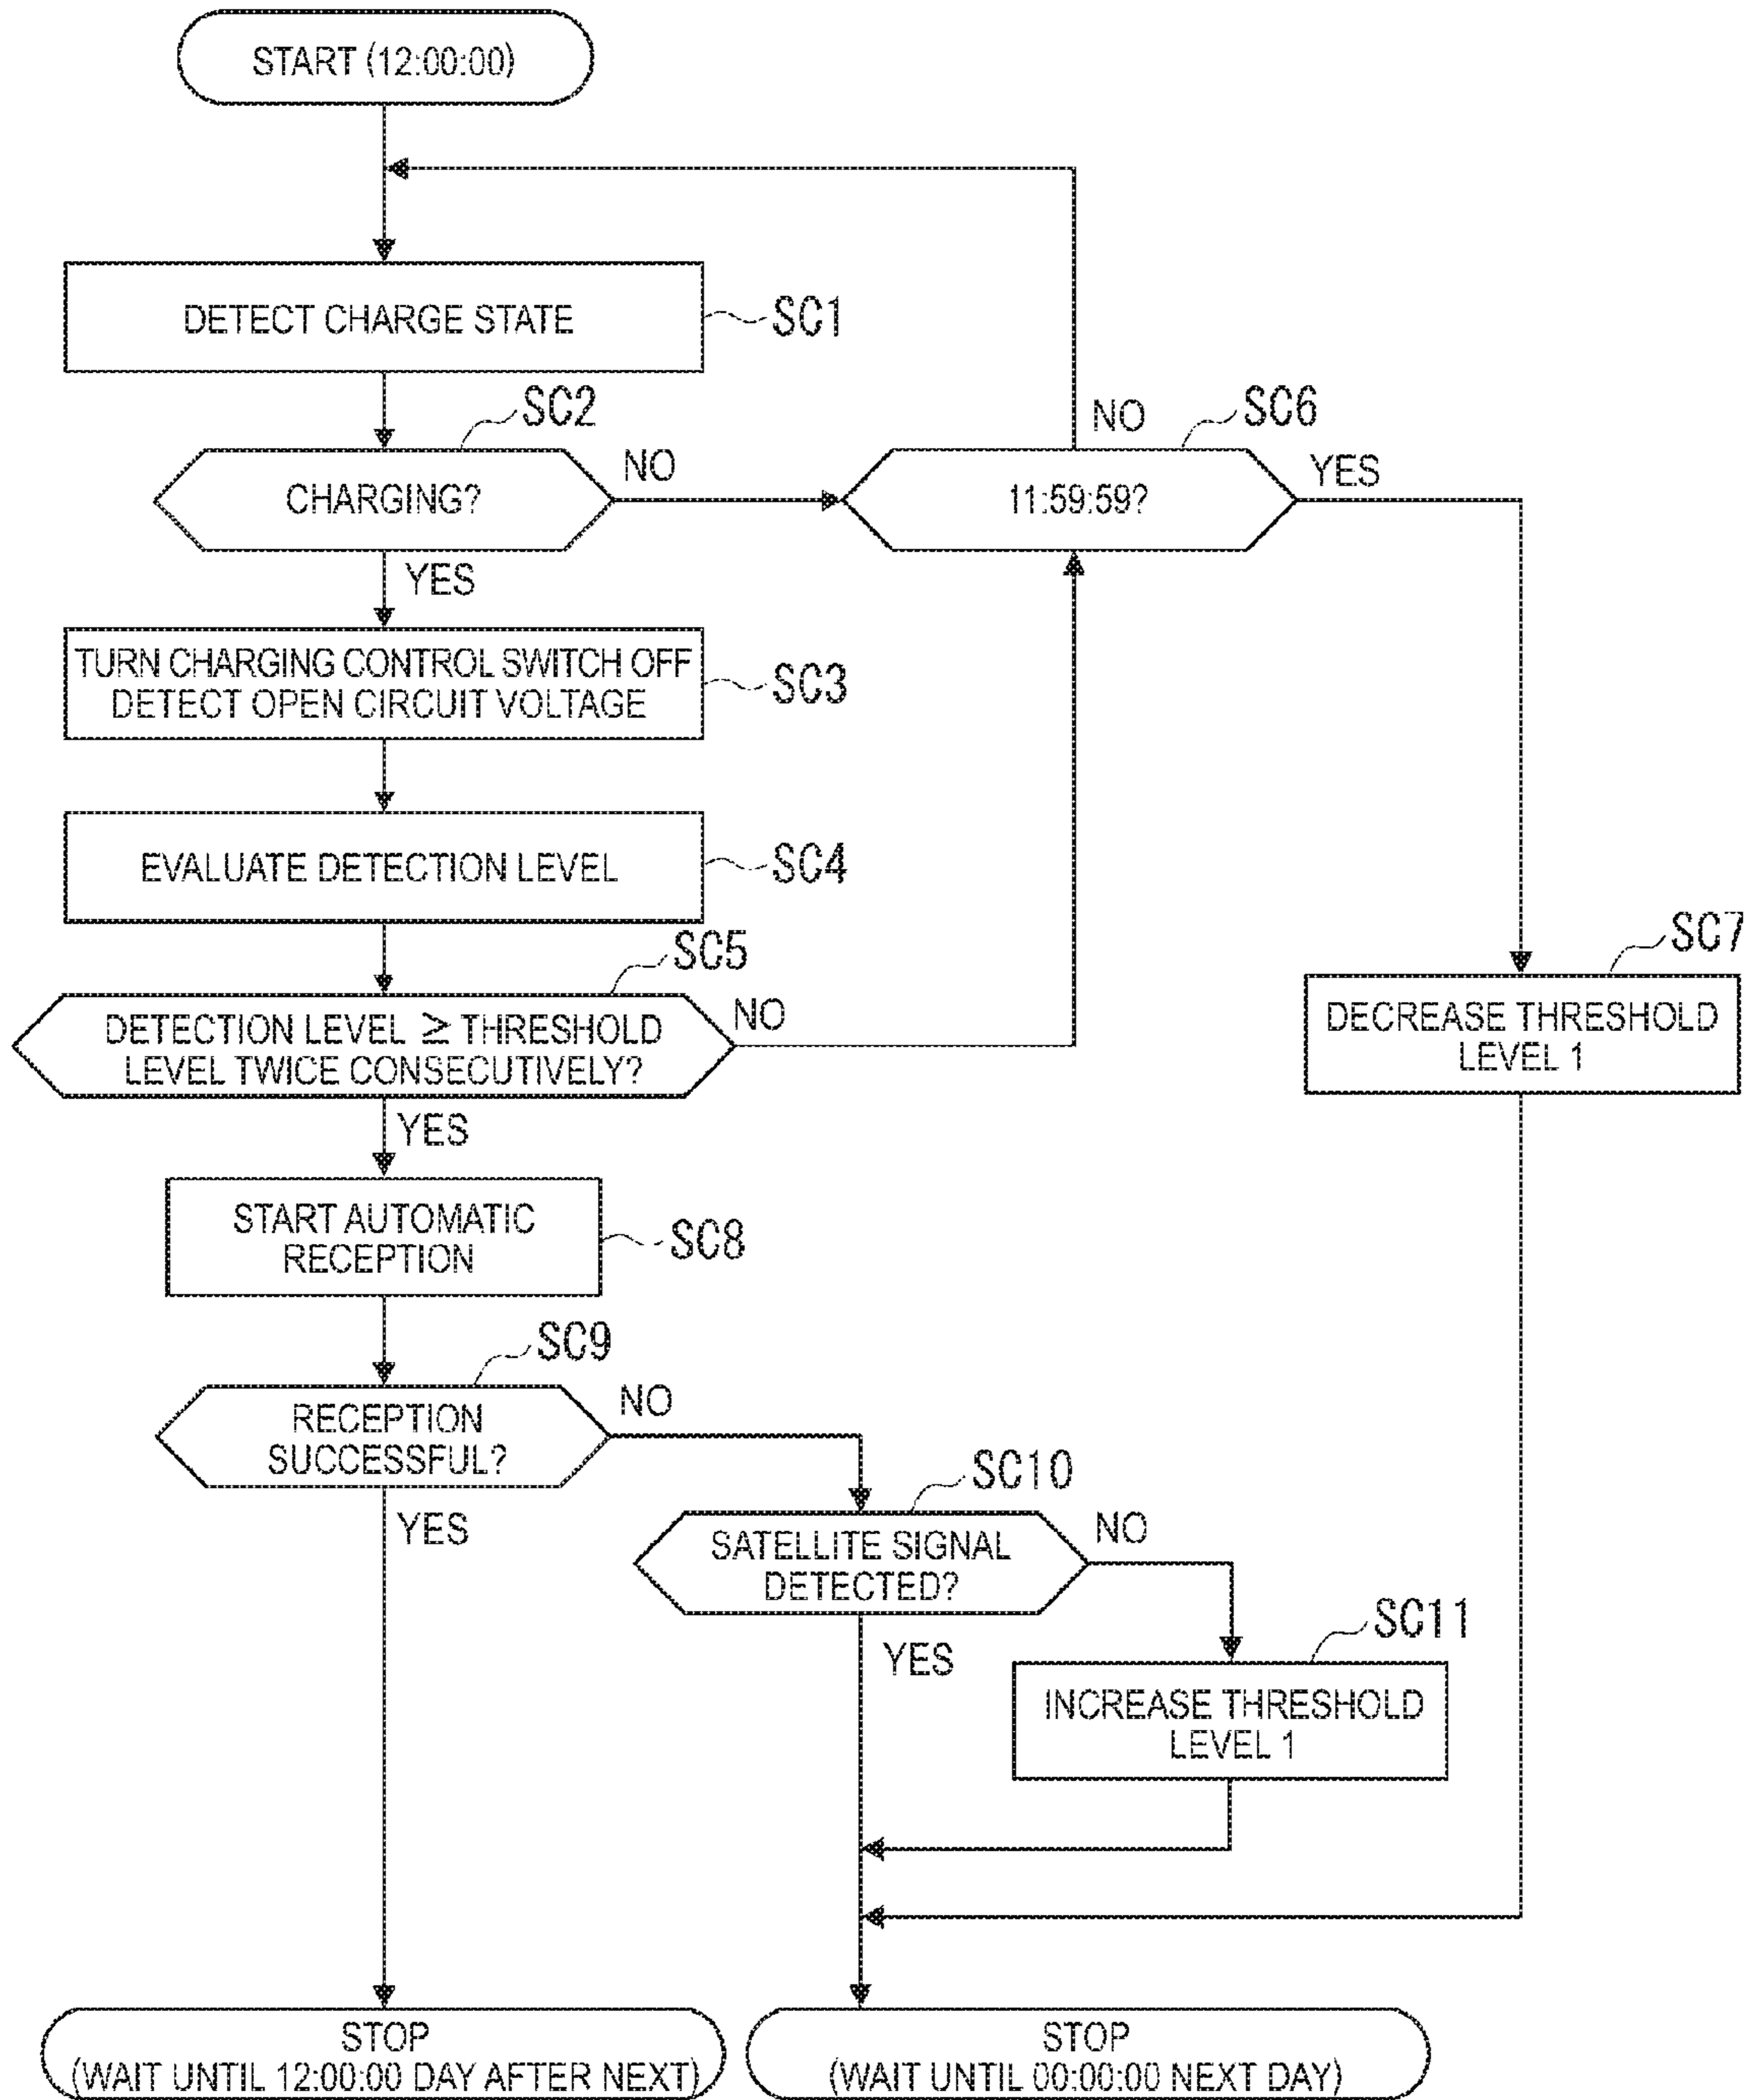 START (12:00:00)
DETECT CHARGE STATE
SC1
SC2
CHARGING?
NO
YES
NO
SC6
11:59:59?
YES
TURN CHARGING CONTROL SWITCH OFF
DETECT OPEN CIRCUIT VOLTAGE
SC3
EVALUATE DETECTION LEVEL
SC4
SC5
DETECTION LEVEL ≧ THRESHOLD
LEVEL TWICE CONSECUTIVELY?
NO
YES
SC7
DECREASE THRESHOLD
LEVEL 1
START AUTOMATIC
RECEPTION
SC8
SC9
RECEPTION
SUCCESSFUL?
NO
YES
SC10
SATELLITE SIGNAL
DETECTED?
NO
YES
SC11
INCREASE THRESHOLD
LEVEL 1
STOP
(WAIT UNTIL 12:00:00 DAY AFTER NEXT)
STOP
(WAIT UNTIL 00:00:00 NEXT DAY)